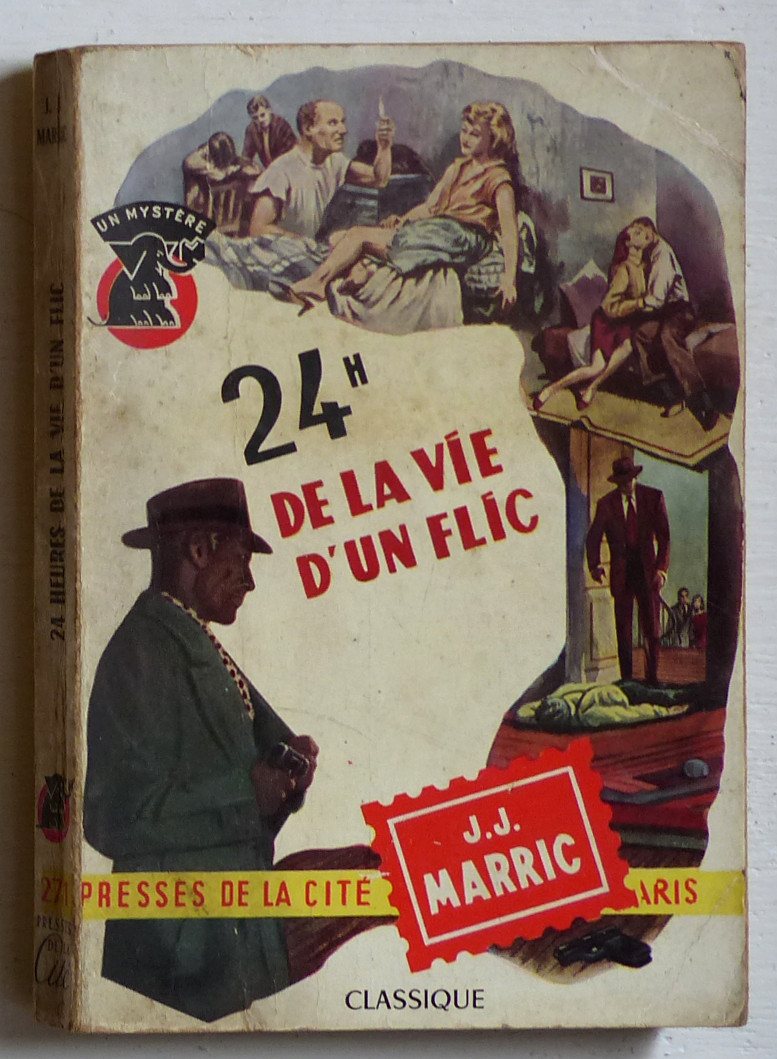 UN MYSTÈRE
24H
DE LA VIE
D'UN FLIC
J.J.
MARRIC
PRESSES DE LA CITÉ
ARIS
CLASSIQUE
J.
24 HEURES DE LA VIE D'UN FLIC
271